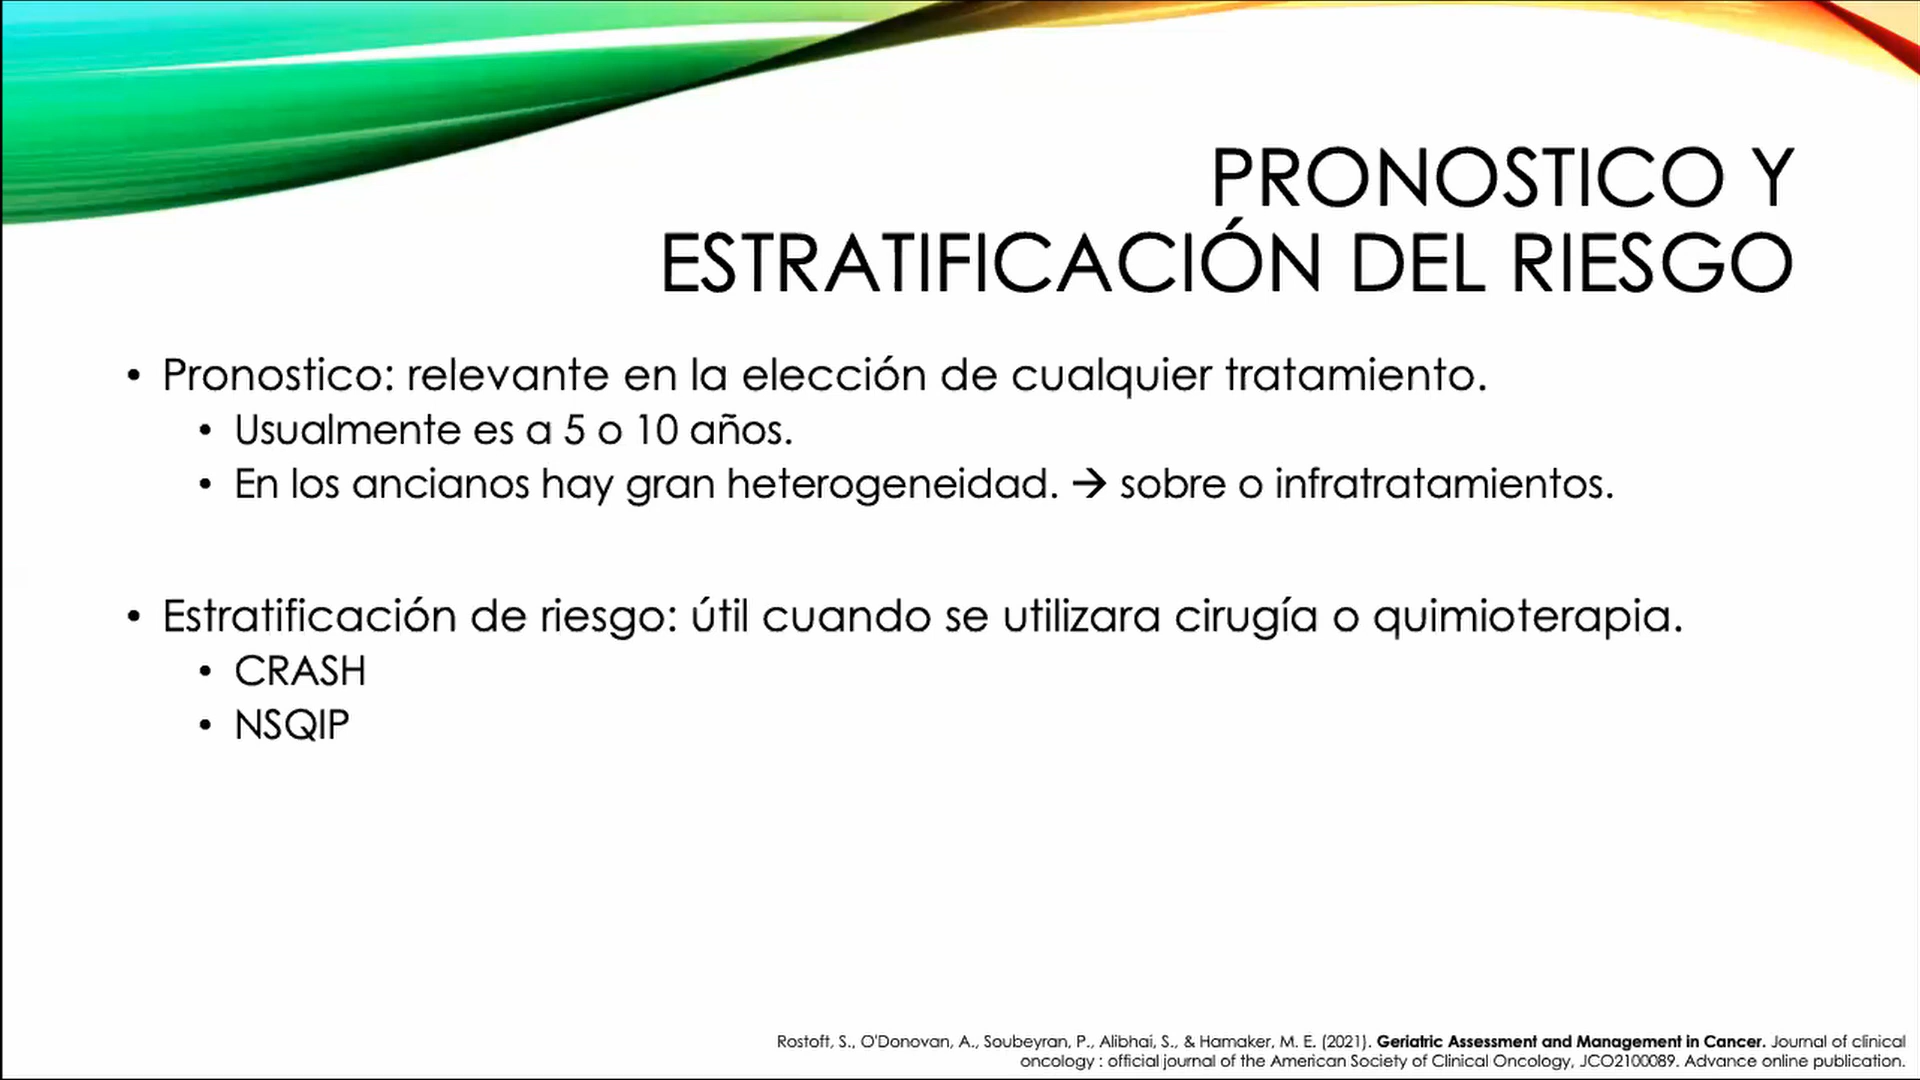 PRONOSTICO Y
ESTRATIFICACIÓN DEL RIESGO
• Pronostico: relevante en la elección de cualquier tratamiento.
• Usualmente es a 5 o 10 años.
• En los ancianos hay gran heterogeneidad. → sobre o infratratamientos.
• Estratificación de riesgo: útil cuando se utilizara cirugía o quimioterapia.
• CRASH
• NSQIP
Rostoft, S., O'Donovan, A., Soubeyran, P., Alibhai, S., & Hamaker, M. E. (2021). Geriatric Assessment and Management in Cancer. Journal of clinical
oncology : official journal of the American Society of Clinical Oncology, JCO2100089. Advance online publication.